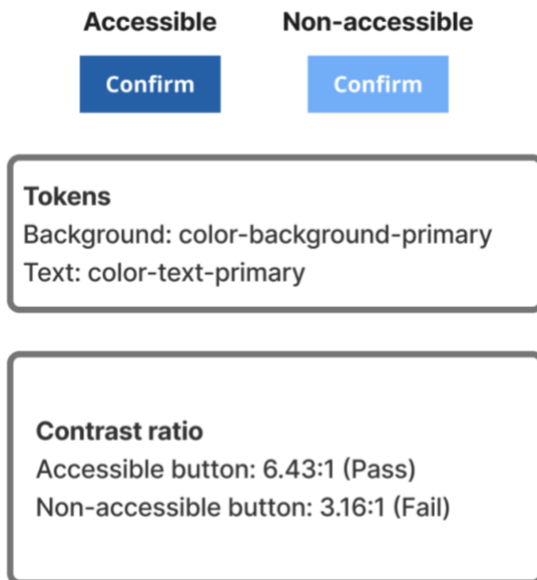 Accessible Non-accessible
Confirm Confirm
Tokens
Background: color-background-primary
Text: color-text-primary
Contrast ratio
Accessible button: 6.43:1 (Pass)
Non-accessible button: 3.16:1 (Fail)